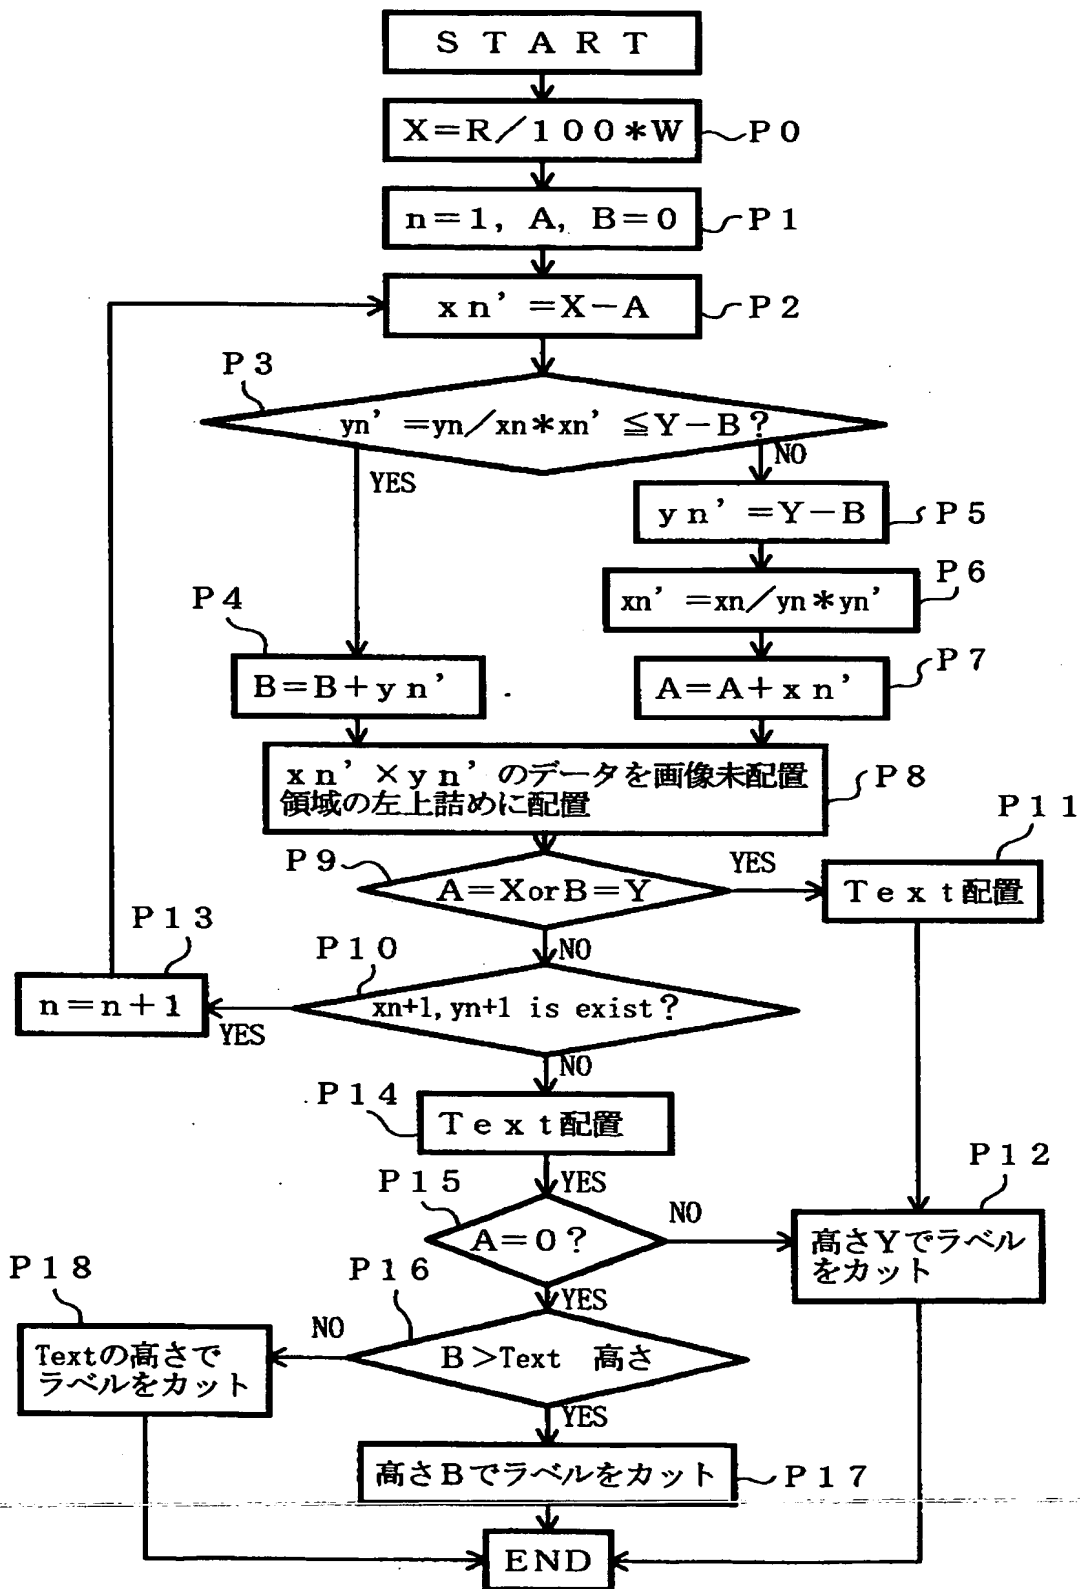 START
X=R/100*W
P0
n=1, A, B=0
P1
xn'=X-A
P2
P3
yn'=yn/xn*xn'≦Y-B?
YES
NO
yn'=Y-B
P5
P6
xn'=xn/yn*yn'
P4
B=B+yn'
P7
A=A+xn'
xn'×yn'のデータを画像未配置
領域の左上詰めに配置
P8
P9
A=XorB=Y
YES
P11
Text配置
NO
P13
n=n+1
P10
xn+1,yn+1 is exist?
YES
NO
P14
Text配置
YES
P15
A=0?
NO
P12
高さYでラベル
をカット
YES
P16
B>Text 高さ
NO
P18
Textの高さで
ラベルをカット
YES
高さBでラベルをカット
P17
END